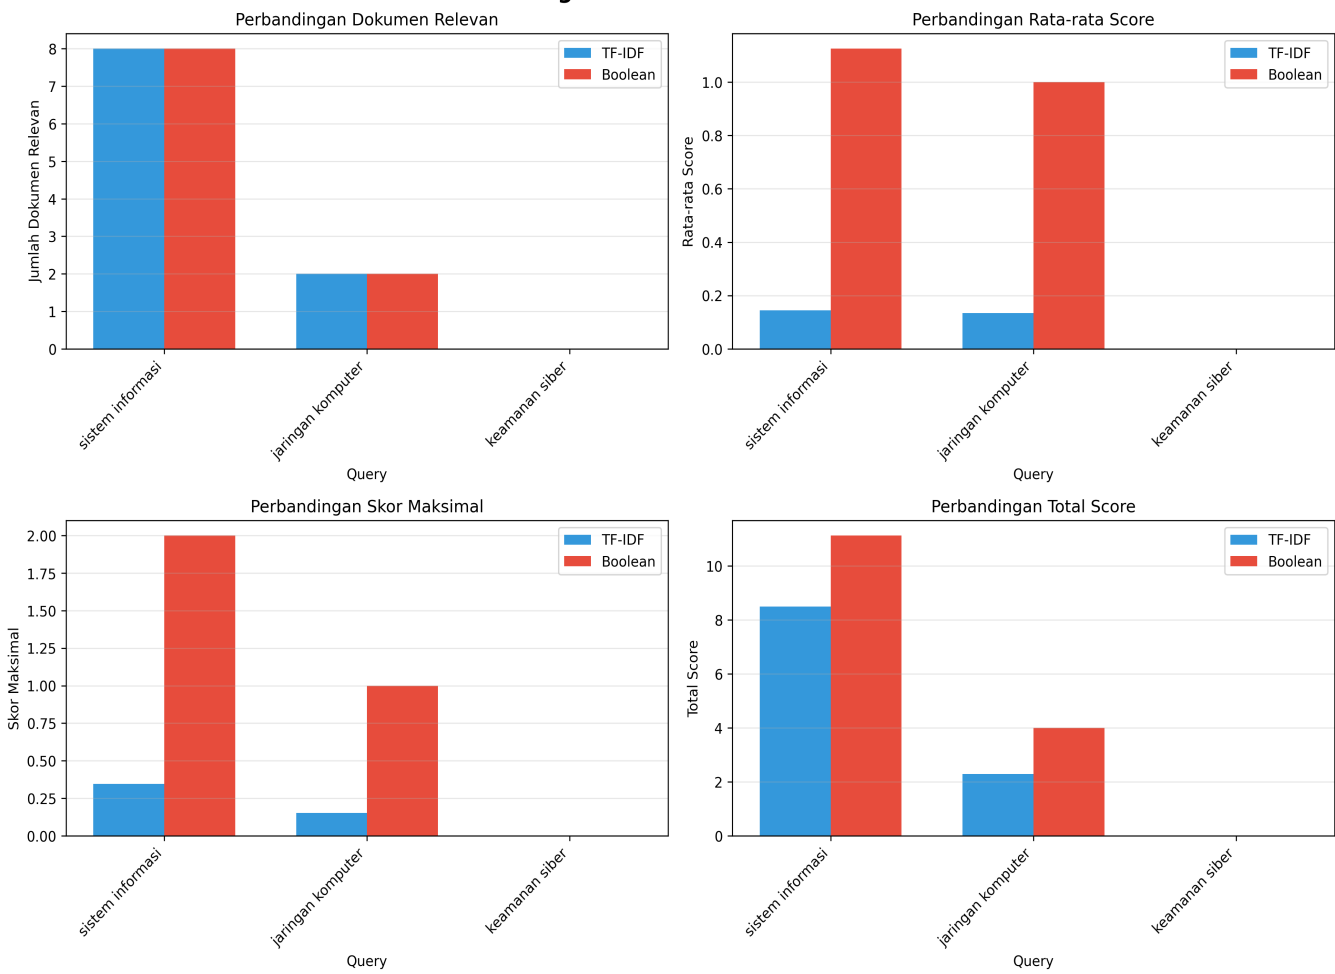 Perbandingan Dokumen Relevan
Jumlah Dokumen Relevan
8
7
6
5
4
3
2
1
0
TF-IDF
Boolean
sistem informasi
jaringan komputer
keamanan siber
Query
Perbandingan Rata-rata Score
Rata-rata Score
1.0
0.8
0.6
0.4
0.2
0.0
TF-IDF
Boolean
sistem informasi
jaringan komputer
keamanan siber
Query
Perbandingan Skor Maksimal
Skor Maksimal
2.00
1.75
1.50
1.25
1.00
0.75
0.50
0.25
0.00
TF-IDF
Boolean
sistem informasi
jaringan komputer
keamanan siber
Query
Perbandingan Total Score
Total Score
10
8
6
4
2
0
TF-IDF
Boolean
sistem informasi
jaringan komputer
keamanan siber
Query